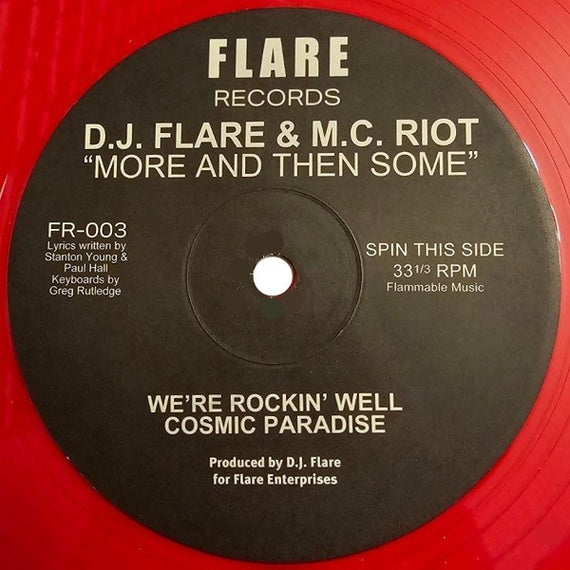 FLARE
RECORDS
D.J. FLARE & M.C. RIOT
“MORE AND THEN SOME”
FR-003
Lyrics written by
Stanton Young &
Paul Hall
Keyboards by
Greg Rutledge
SPIN THIS SIDE
33 1/3 RPM
Flammable Music
WE’RE ROCKIN’ WELL
COSMIC PARADISE
Produced by D.J. Flare
for Flare Enterprises